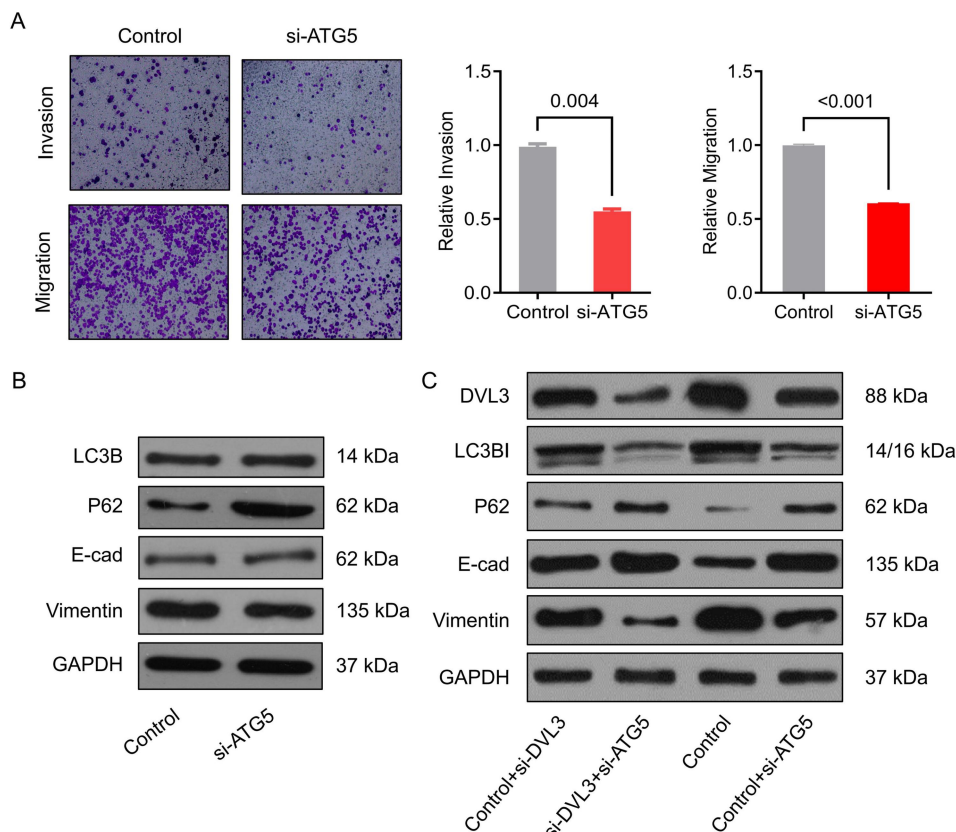 A
Control
si-ATG5
Invasion
Migration
Relative Invasion
1.5
1.0
0.5
0.0
0.004
Control
si-ATG5
Relative Migration
1.5
1.0
0.5
0.0
<0.001
Control
si-ATG5
B
LC3B
14 kDa
P62
62 kDa
E-cad
62 kDa
Vimentin
135 kDa
GAPDH
37 kDa
Control
si-ATG5
C
DVL3
88 kDa
LC3BI
14/16 kDa
P62
62 kDa
E-cad
135 kDa
Vimentin
57 kDa
GAPDH
37 kDa
Control+si-DVL3
si-DVL3+si-ATG5
Control
Control+si-ATG5